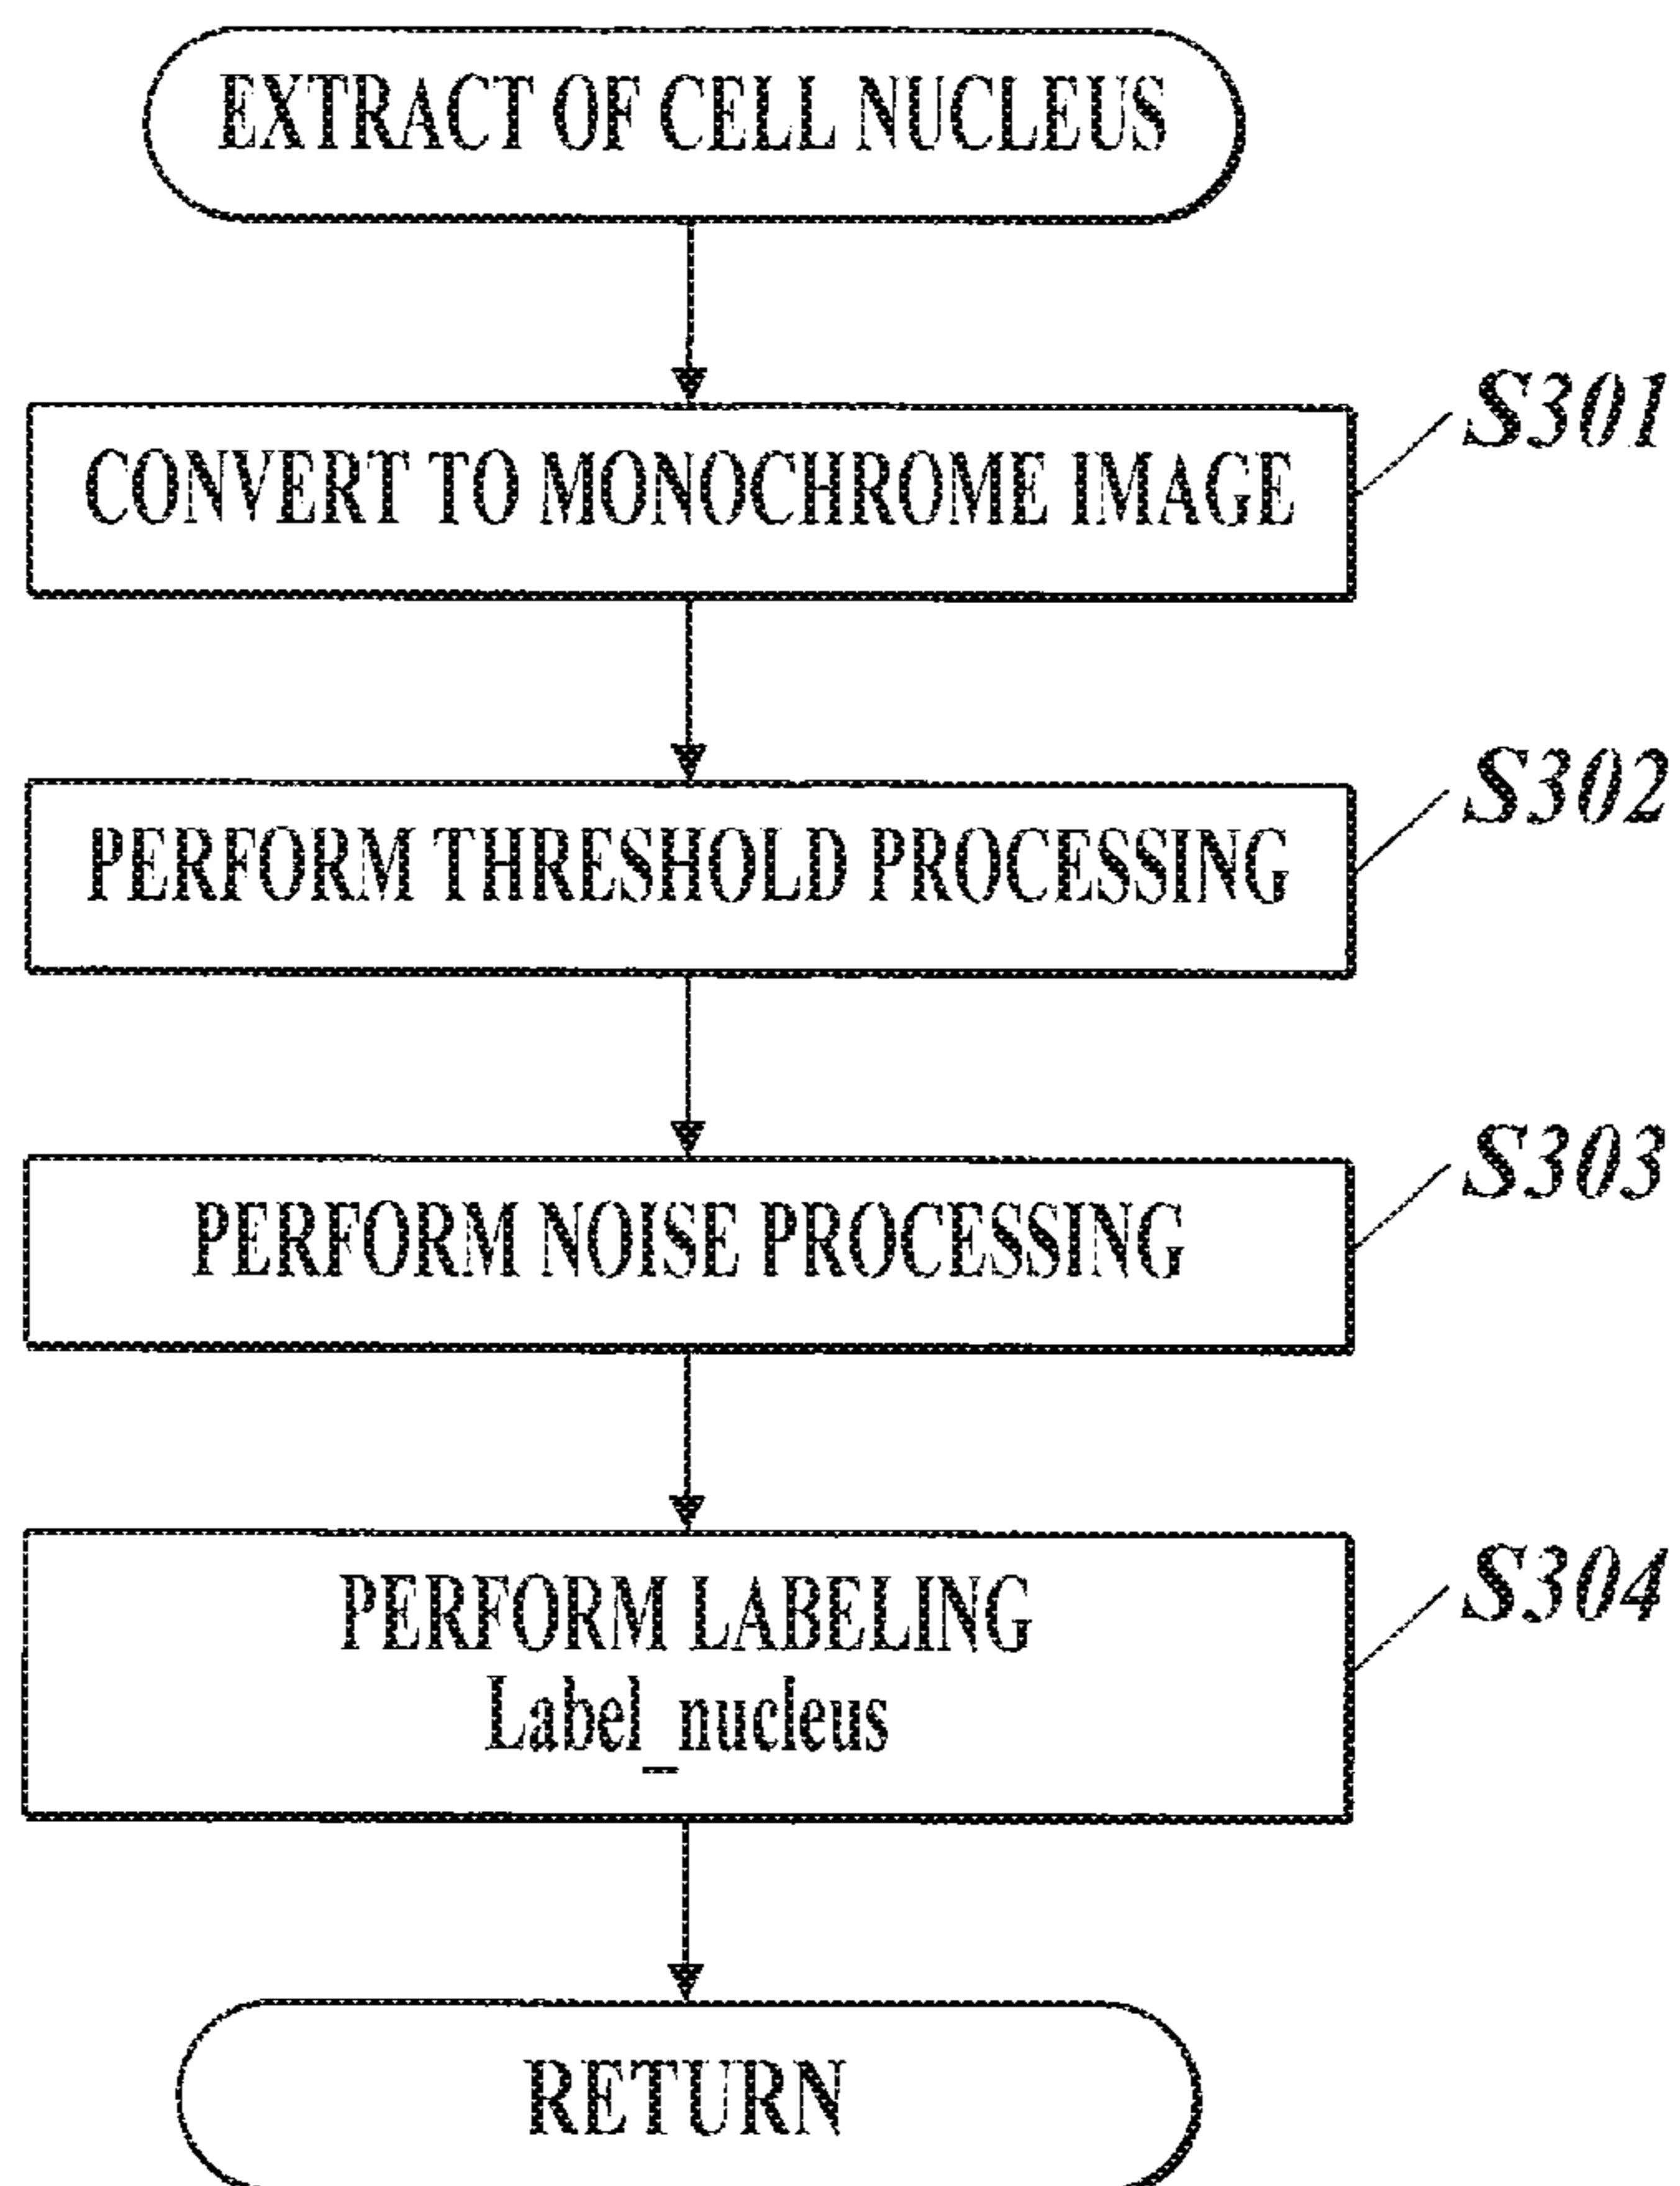 EXTRACT OF CELL NUCLEUS
CONVERT TO MONOCHROME IMAGE
S301
PERFORM THRESHOLD PROCESSING
S302
PERFORM NOISE PROCESSING
S303
PERFORM LABELING
Label_nucleus
S304
RETURN